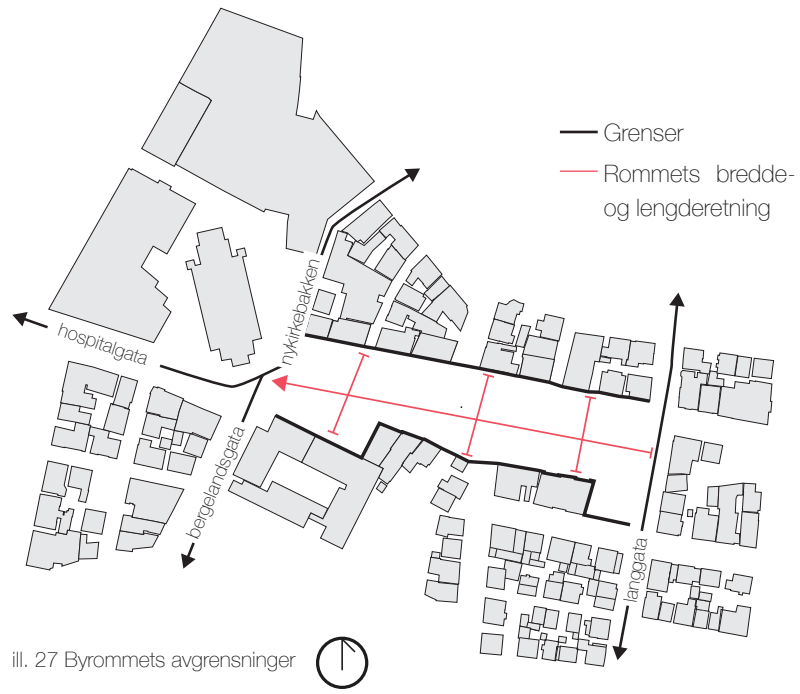 Grenser
Rommets bredde-
og lengderetning
nykirkebakken
hospitalgata
bergelandsgata
langgata
ill. 27 Byrommets avgrensninger